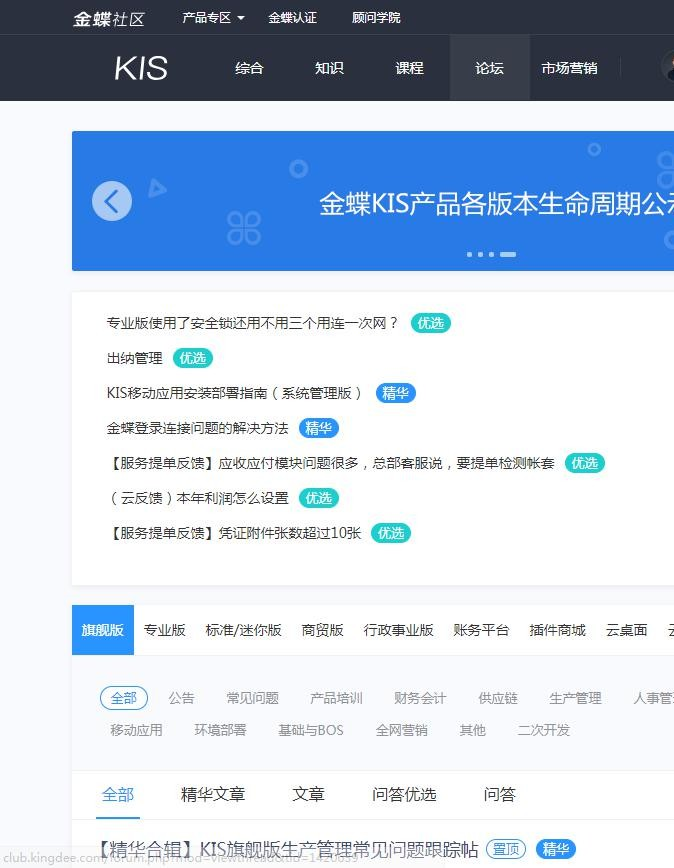 金蝶社区 产品专区 金蝶认证 顾问学院
KIS 综合 知识 课程 论坛 市场营销
金蝶KIS产品各版本生命周期公
专业版使用了安全锁还用不用三个用连一次网？ 优选
出纳管理 优选
KIS移动应用安装部署指南（系统管理版） 精华
金蝶登录连接问题的解决方法 精华
【服务提单反馈】应收应付模块问题很多，总部客服说，要提单检测帐套 优选
（云反馈）本年利润怎么设置 优选
【服务提单反馈】凭证附件张数超过10张 优选
旗舰版 专业版 标准/迷你版 商贸版 行政事业版 账务平台 插件商城 云桌面
全部 公告 常见问题 产品培训 财务会计 供应链 生产管理 人事管
移动应用 环境部署 基础与BOS 全网营销 其他 二次开发
全部 精华文章 文章 问答优选 问答
【精华合辑】KIS旗舰版生产管理常见问题跟踪帖 置顶 精华